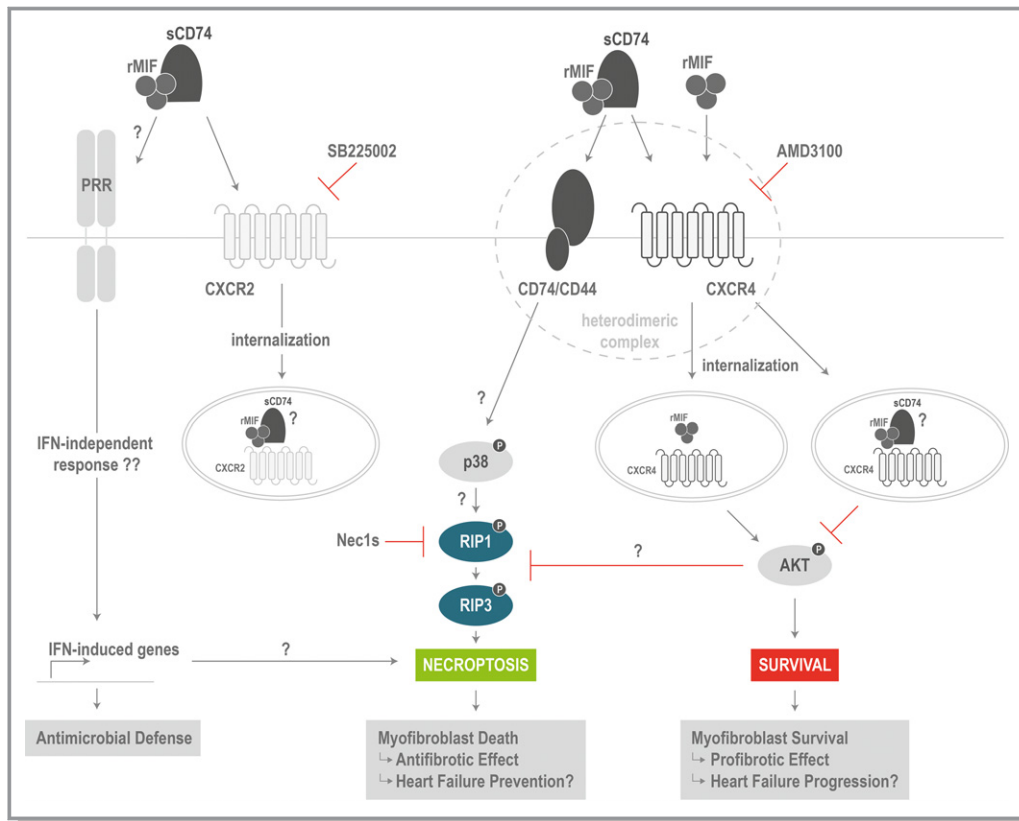 sCD74
rMIF
?
PRR
SB225002
CXCR2
internalization
sCD74
rMIF
?
CXCR2
IFN-independent
response ??
IFN-induced genes
?
Antimicrobial Defense
sCD74
rMIF
rMIF
AMD3100
CD74/CD44
CXCR4
heterodimeric
complex
internalization
?
p38
P
?
Nec1s
RIP1
P
RIP3
P
NECROPTOSIS
Myofibroblast Death
↳ Antifibrotic Effect
↳ Heart Failure Prevention?
rMIF
CXCR4
sCD74
rMIF
?
CXCR4
?
AKT
P
SURVIVAL
Myofibroblast Survival
↳ Profibrotic Effect
↳ Heart Failure Progression?